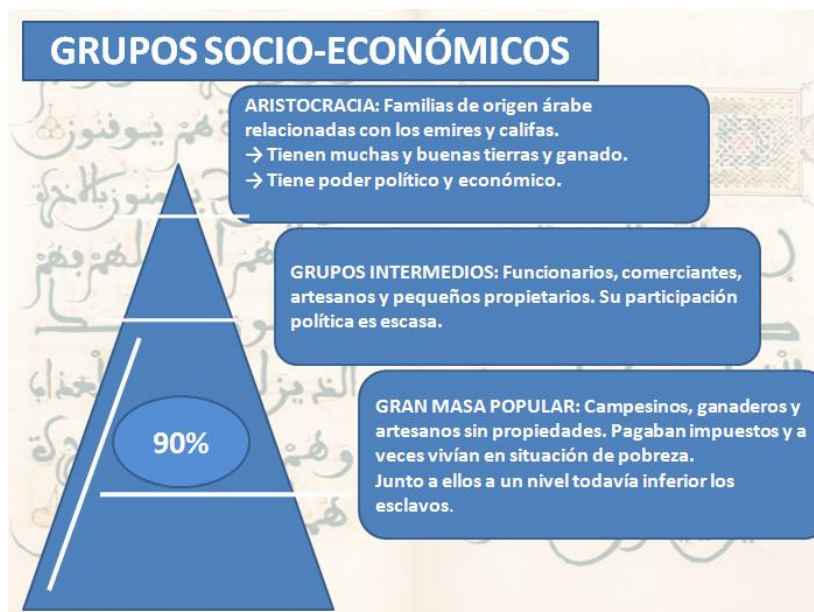 GRUPOS SOCIO-ECONÓMICOS
ARISTOCRACIA: Familias de origen árabe
relacionadas con los emires y califas.
→ Tienen muchas y buenas tierras y ganado.
→ Tiene poder político y económico.
GRUPOS INTERMEDIOS: Funcionarios, comerciantes,
artesanos y pequeños propietarios. Su participación
política es escasa.
90%
GRAN MASA POPULAR: Campesinos, ganaderos y
artesanos sin propiedades. Pagaban impuestos y a
veces vivían en situación de pobreza.
Junto a ellos a un nivel todavía inferior los
esclavos.